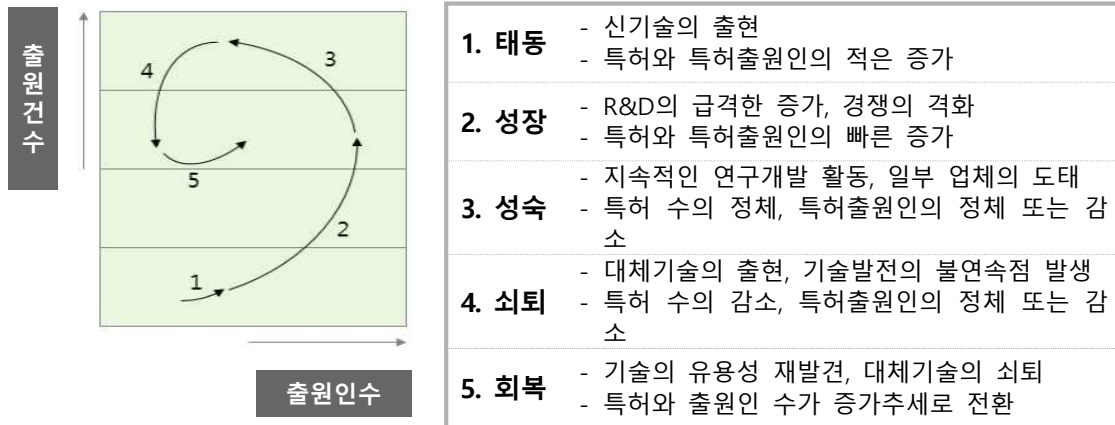 출원건수
4
3
5
2
1
출원인수
1. 태동
- 신기술의 출현
- 특허와 특허출원인의 적은 증가
2. 성장
- R&D의 급격한 증가, 경쟁의 격화
- 특허와 특허출원인의 빠른 증가
3. 성숙
- 지속적인 연구개발 활동, 일부 업체의 도태
- 특허 수의 정체, 특허출원인의 정체 또는 감
소
4. 쇠퇴
- 대체기술의 출현, 기술발전의 불연속점 발생
- 특허 수의 감소, 특허출원인의 정체 또는 감
소
5. 회복
- 기술의 유용성 재발견, 대체기술의 쇠퇴
- 특허와 출원인 수가 증가추세로 전환